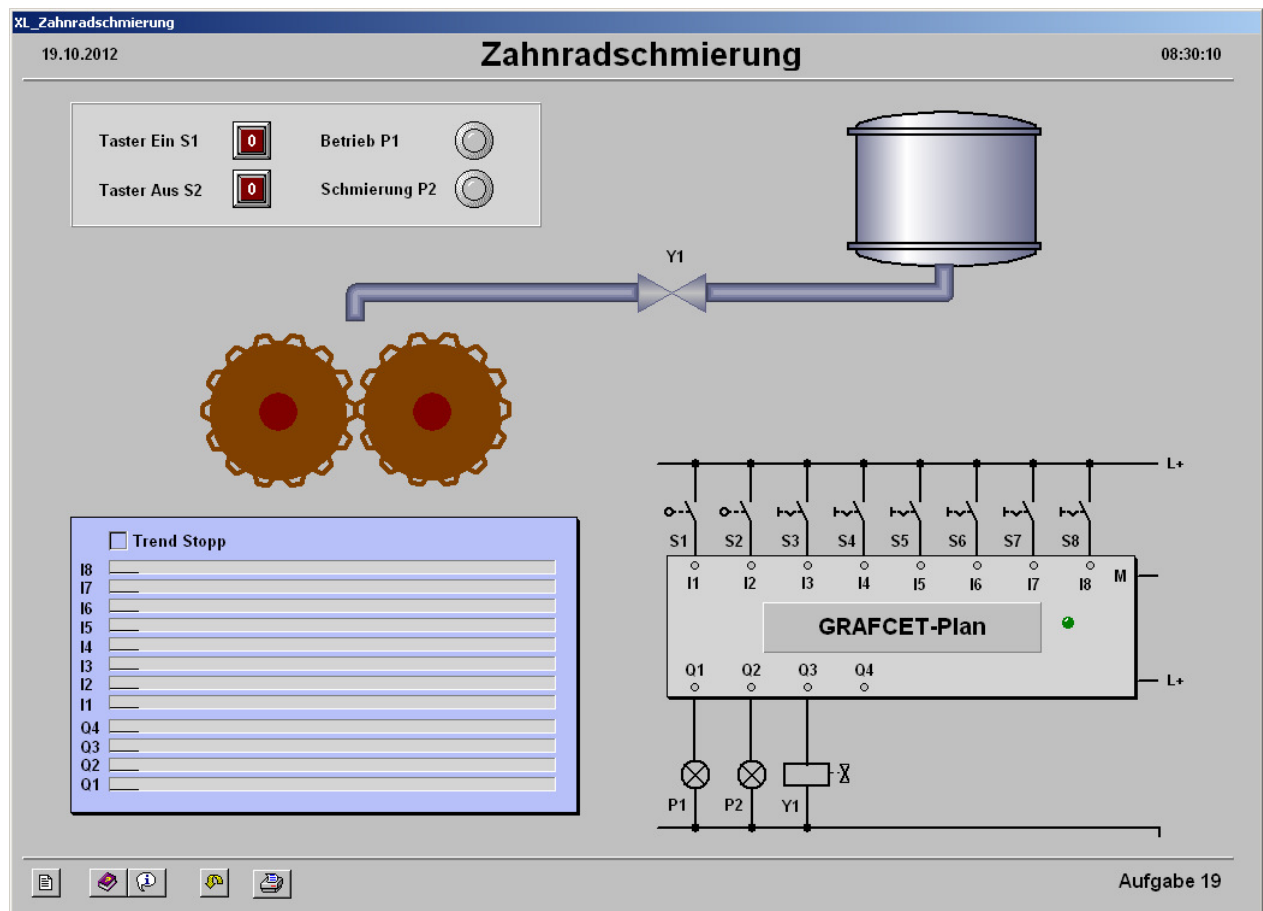 XL_Zahnradschmierung
19.10.2012
Zahnradschmierung
08:30:10
Taster Ein S1
0
Betrieb P1
Taster Aus S2
0
Schmierung P2
Y1
L+
S1 S2 S3 S4 S5 S6 S7 S8
I1 I2 I3 I4 I5 I6 I7 I8 M
GRAFCET-Plan
Q1 Q2 Q3 Q4
L+
P1 P2 Y1
Trend Stopp
I8
I7
I6
I5
I4
I3
I2
I1
Q4
Q3
Q2
Q1
Aufgabe 19